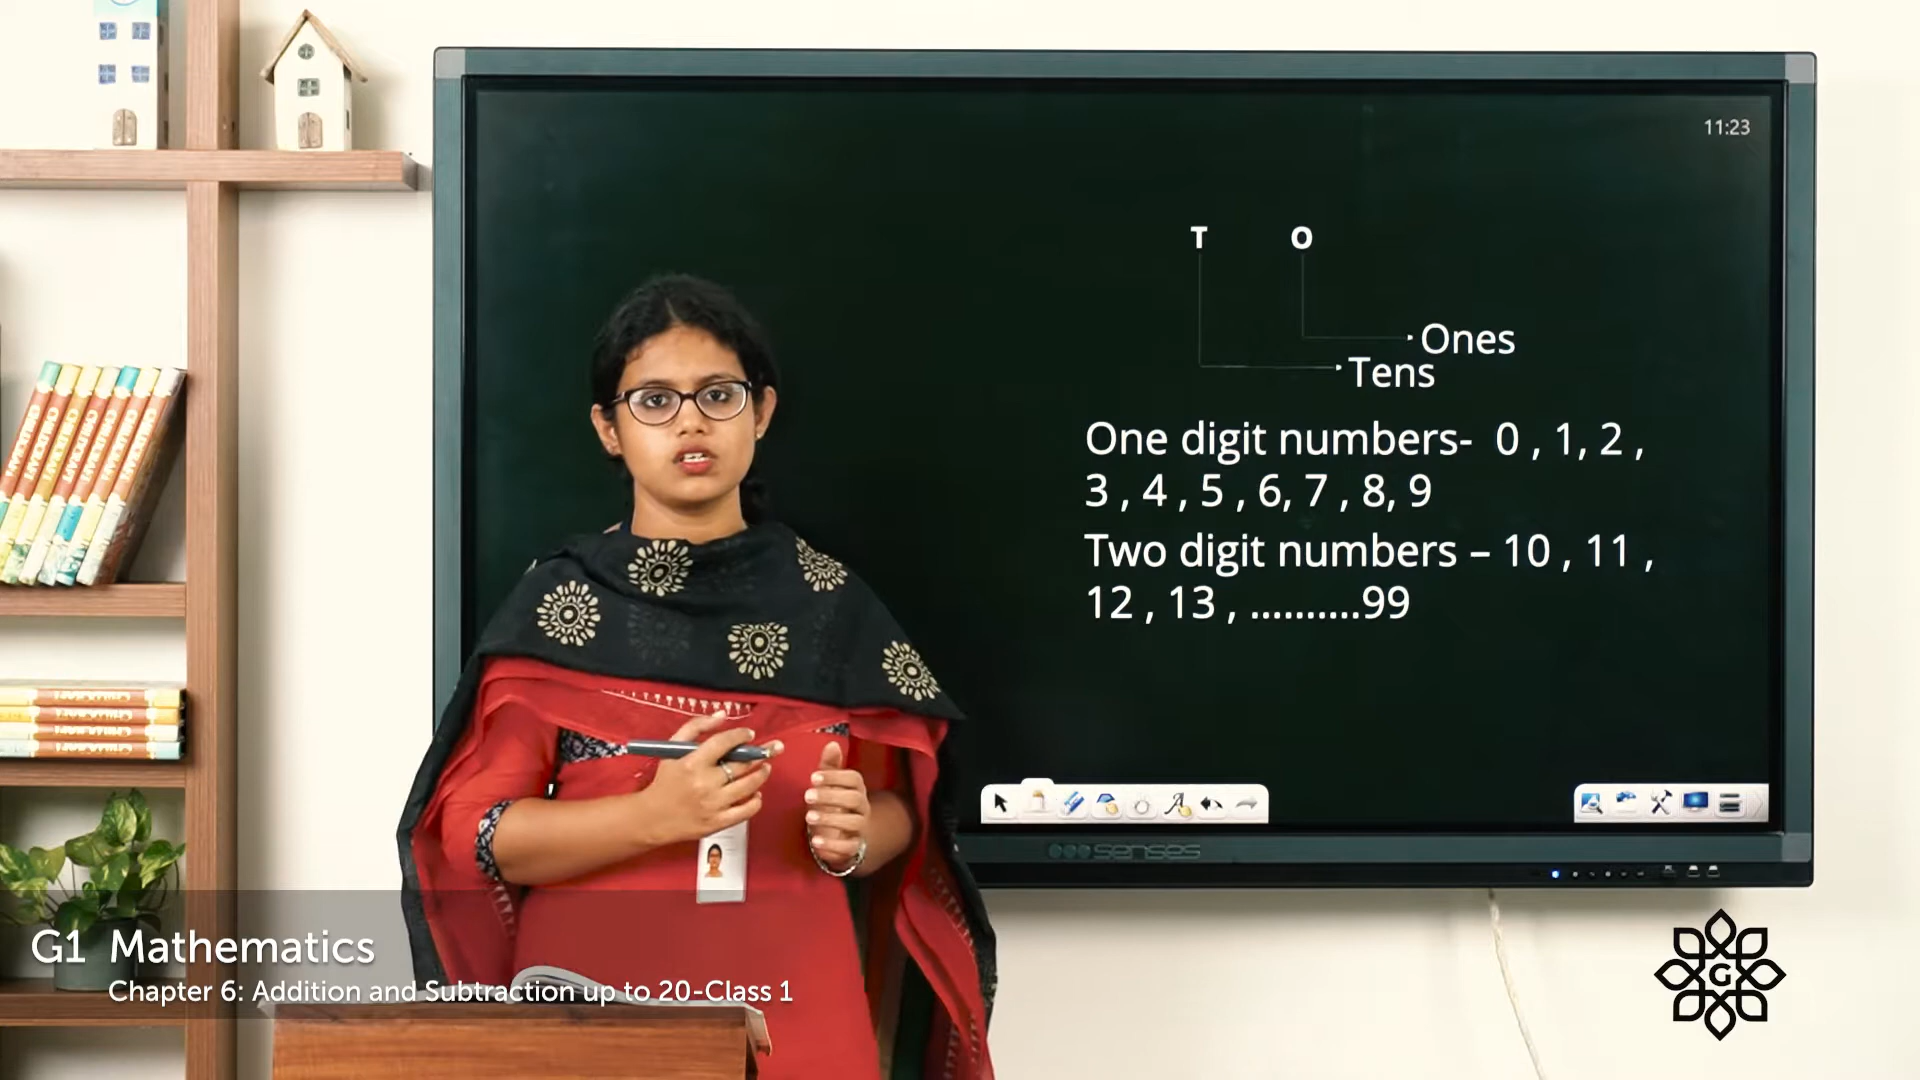 11:23
T O
Ones
Tens
One digit numbers- 0 , 1, 2 ,
3 , 4 , 5 , 6, 7 , 8, 9
Two digit numbers – 10 , 11 ,
12 , 13 , ..........99
senses
G1 Mathematics
Chapter 6: Addition and Subtraction up to 20-Class 1
G